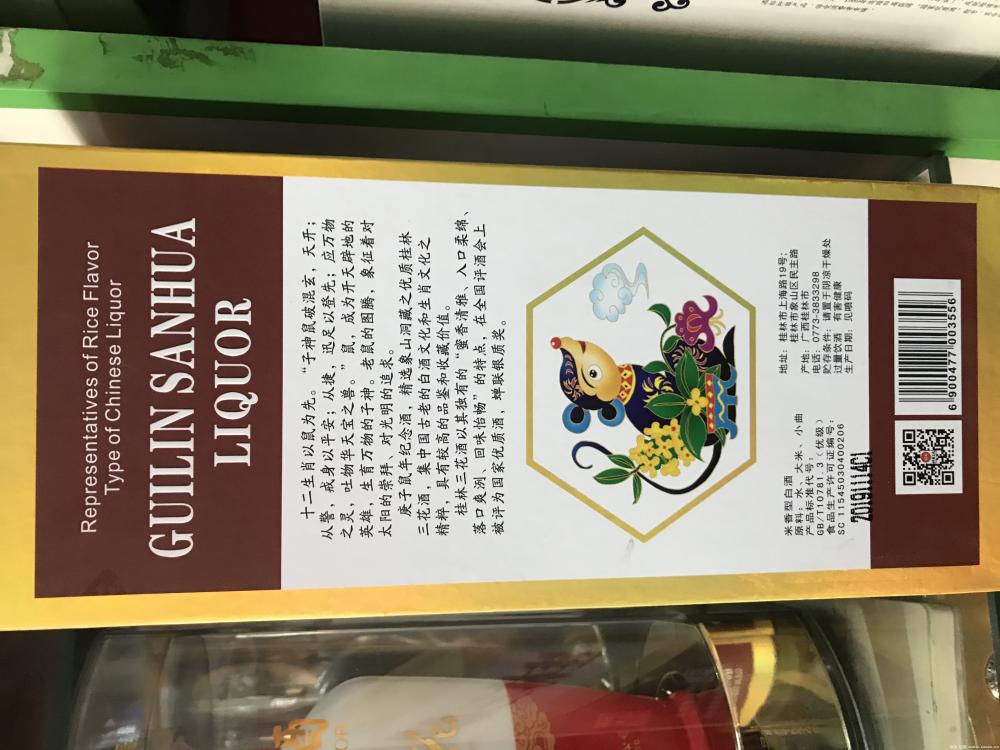 Representatives of Rice Flavor
Type of Chinese Liquor
GUILIN SANHUA
LIQUOR
十二生肖以鼠为先。“子神鼠破混玄，天开；
从警，戒身以平安；从捷，迅足以登先；应万物
之灵，吐物华天宝之兽。”鼠，成为开天辟地的
英雄，生育万物的子神。老鼠的图腾，象征着对
太阳的崇拜、对光明的追求。
庚子鼠年纪念酒，精选象山洞藏之优质桂林
三花酒，集中国古老的白酒文化和生肖文化之
精粹，具有较高的品鉴和收藏价值。
桂林三花酒以其独有的“蜜香清雅、入口柔绵、
落口爽洌、回味怡畅”的特点，在全国评酒会上
被评为国家优质酒，蝉联银质奖。
米香型白酒
原料：水、大米、小曲
产品标准代号：
GB/T10781.3（优级）
食品生产许可证编号：
SC 11545030400206
20191114C1
地址：桂林市上海路19号；
桂林市象山区民主路
产地：广西桂林市
电话：0773-3833298
贮存条件：请置于阴凉干燥处
过量饮酒 有害健康
生产日期：见喷码
6 900477 003556